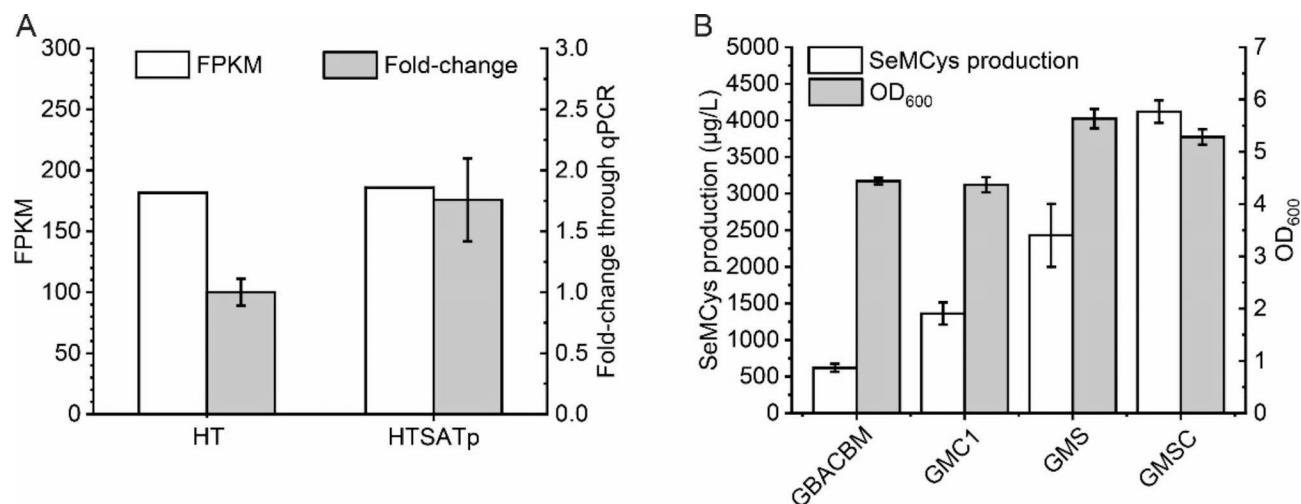 A
FPKM
Fold-change
300
250
200
150
100
50
0
FPKM
3.0
2.5
2.0
1.5
1.0
0.5
0.0
Fold-change through qPCR
HT
HTSATp
B
SeMCys production
OD600
5000
4500
4000
3500
3000
2500
2000
1500
1000
500
0
SeMCys production (µg/L)
7
6
5
4
3
2
1
0
OD600
GBACBM
GMC1
GMS
GMSC